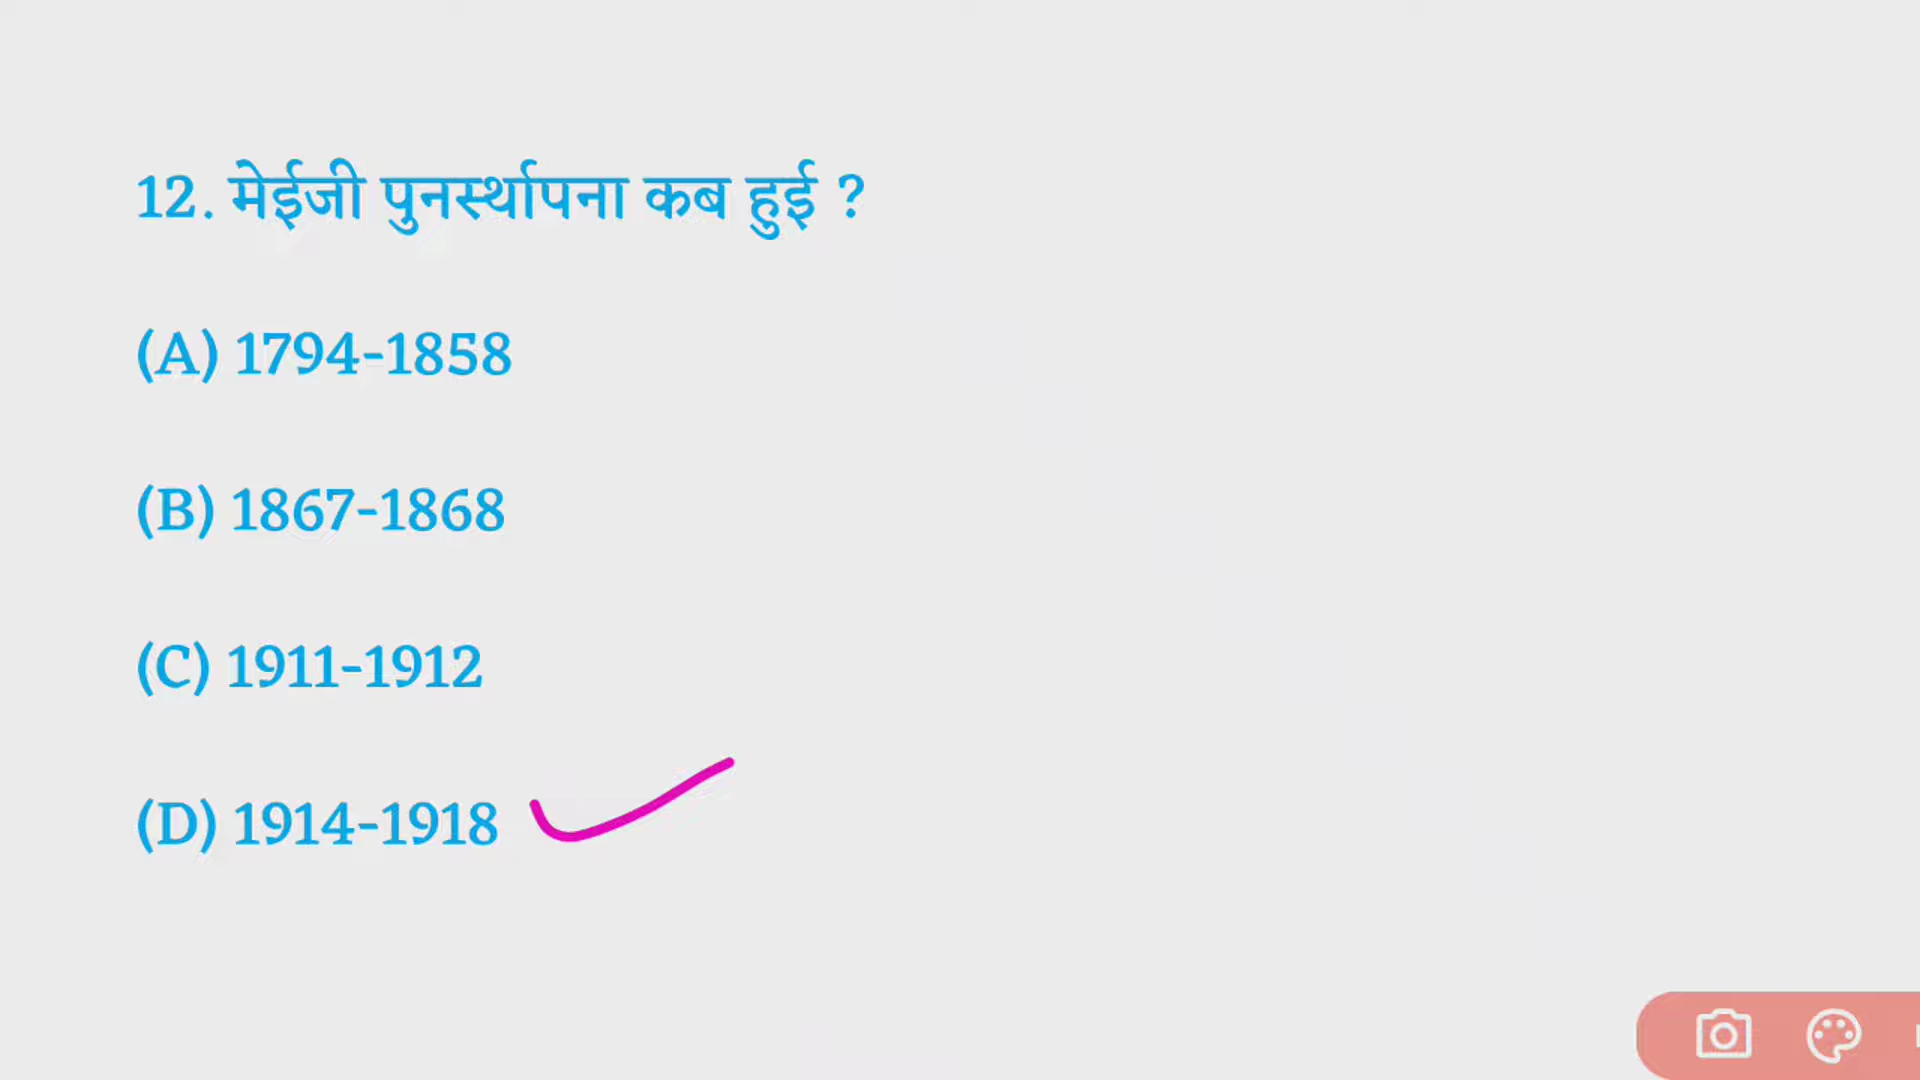 12. मेईजी पुनर्स्थापना कब हुई ?
(A) 1794-1858
(B) 1867-1868
(C) 1911-1912
(D) 1914-1918